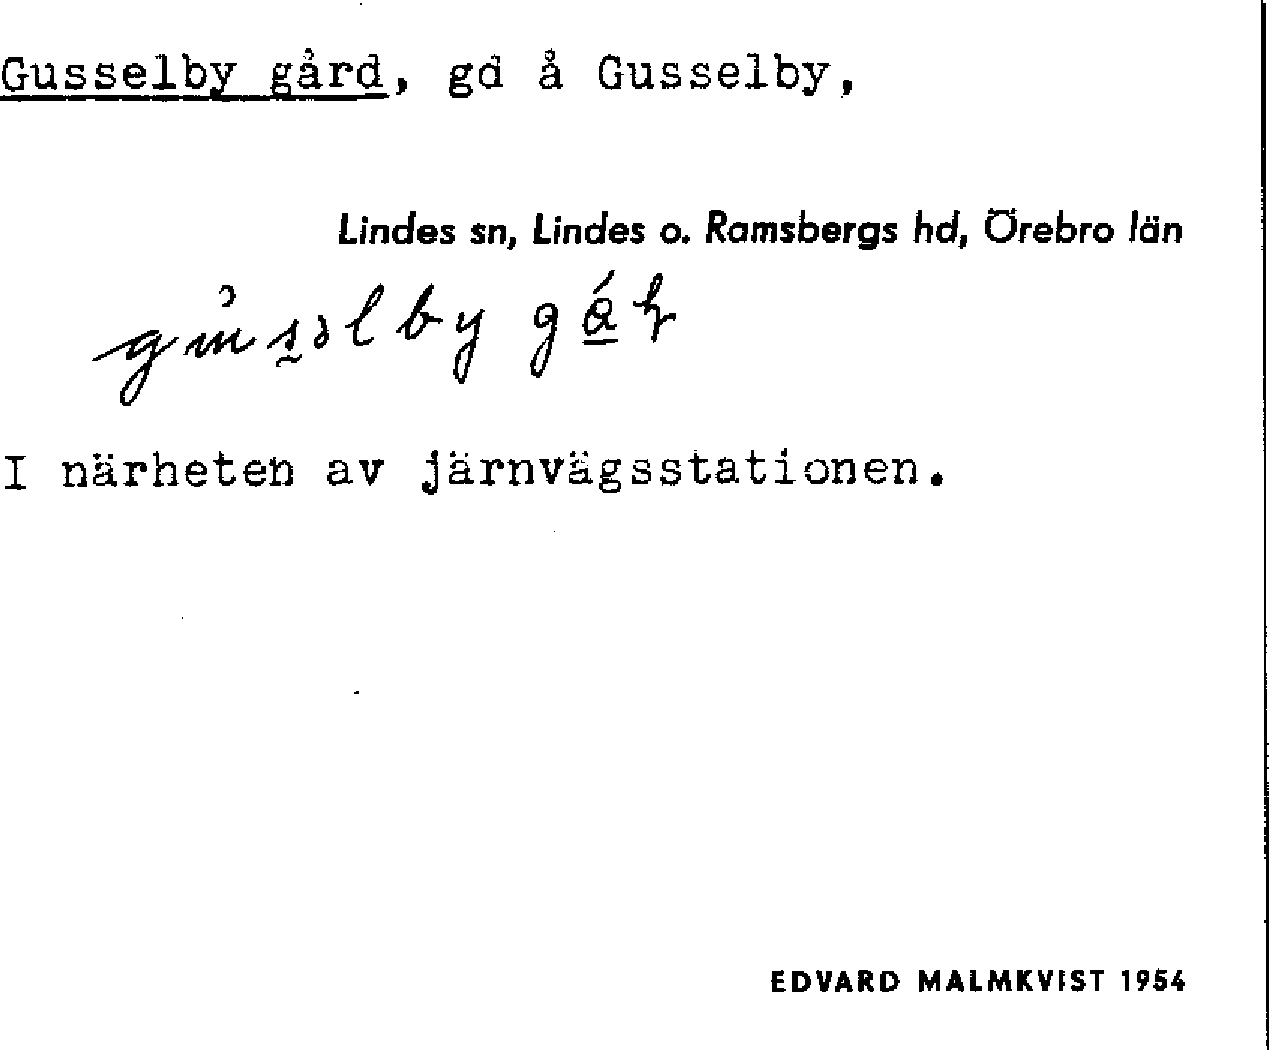 Gusselby gård, gd å Gusselby,
Lindes sn, Lindes o. Ramsbergs hd, Örebro län
I närheten av järnvägsstationen.
EDVARD MALMKVIST 1954